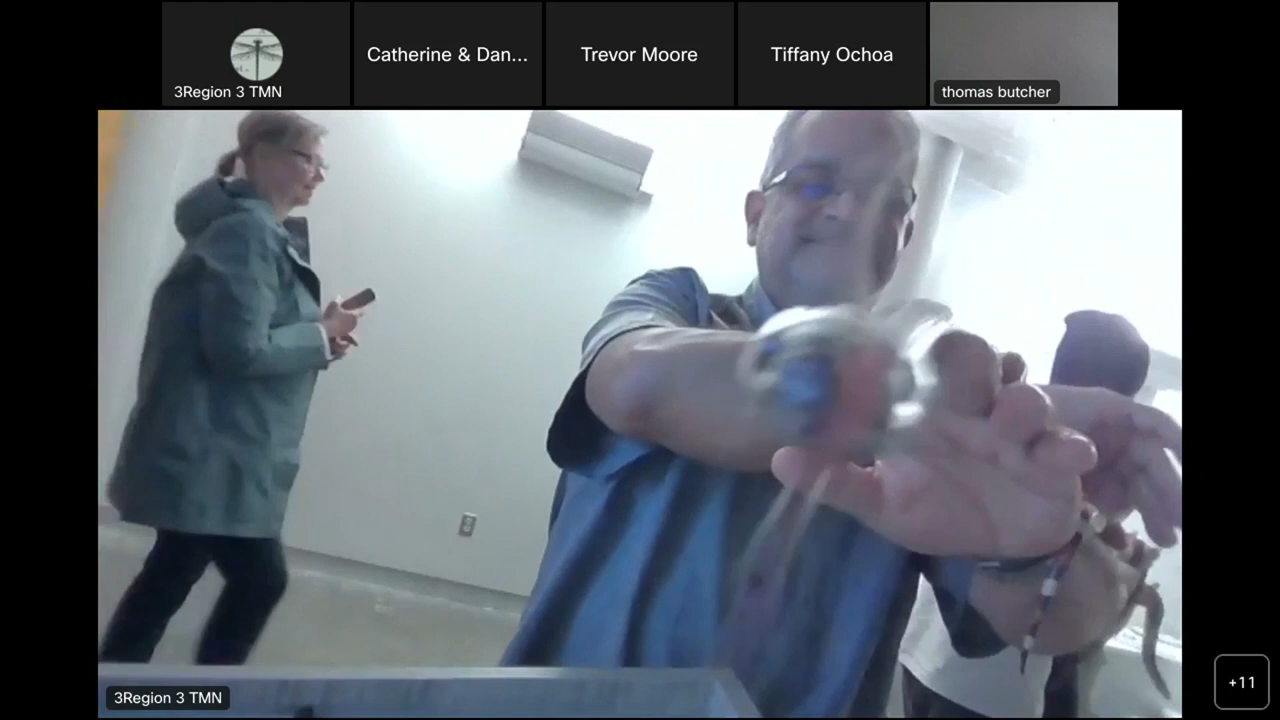 3Region 3 TMN
Catherine & Dan...
Trevor Moore
Tiffany Ochoa
thomas butcher
3Region 3 TMN
+11